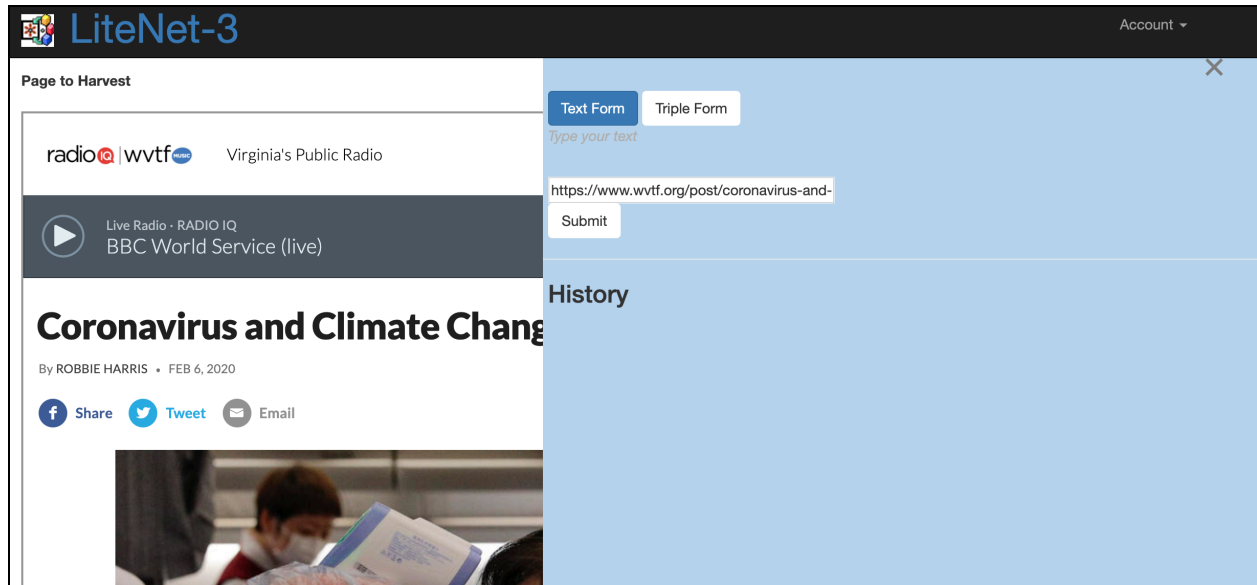 LiteNet-3
Account
Page to Harvest
×
Text Form Triple Form
Type your text
https://www.wvtf.org/post/coronavirus-and-
Submit
History
radio IQ | wvtf MUSIC
Virginia's Public Radio
Live Radio · RADIO IQ
BBC World Service (live)
Coronavirus and Climate Chang
By ROBBIE HARRIS • FEB 6, 2020
Share Tweet Email